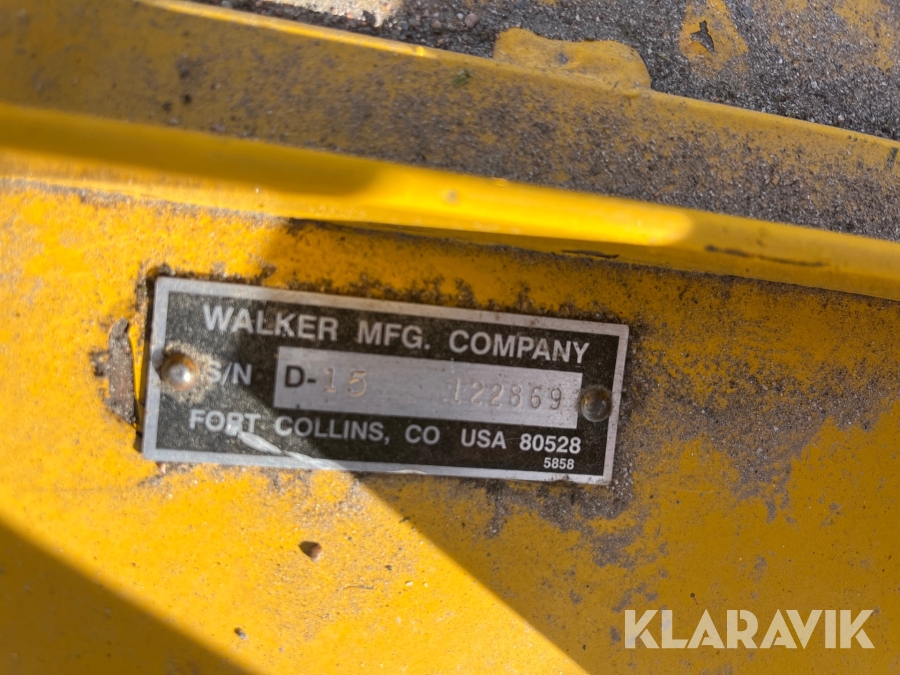 WALKER MFG. COMPANY
S/N D-15 122869
FORT COLLINS, CO USA 80528
5858
KLARAVIK